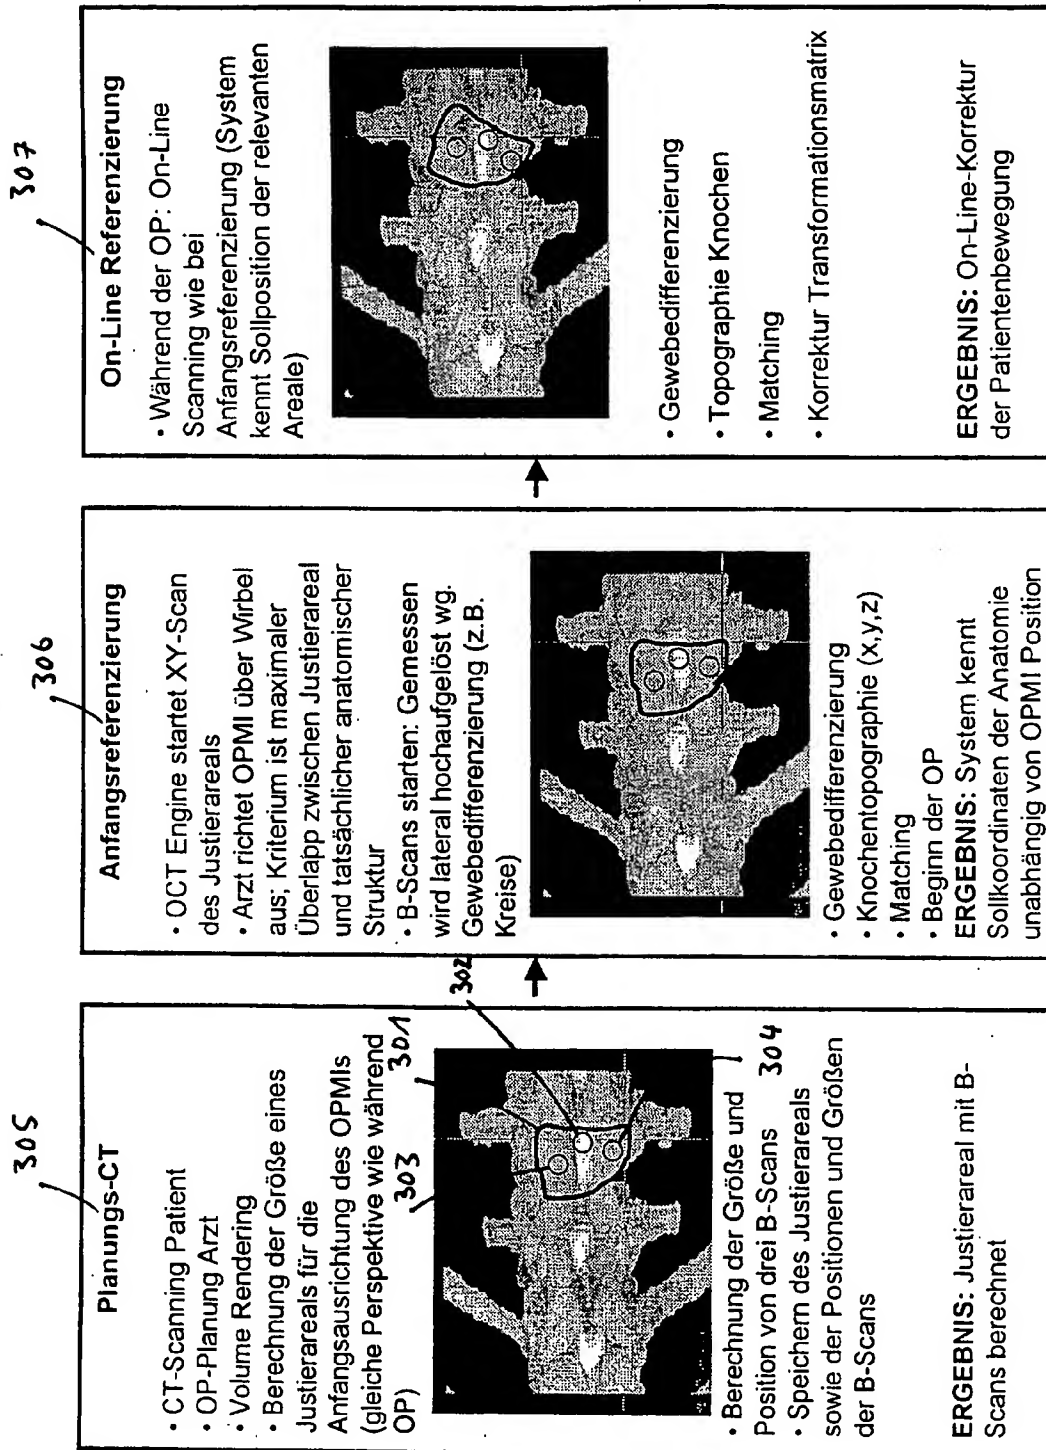 305
Planungs-CT
• CT-Scanning Patient
• OP-Planung Arzt
• Volume Rendering
• Berechnung der Größe eines
Justierareals für die
Anfangsausrichtung des OPMIs
(gleiche Perspektive wie während
OP)
303
301
302
304
• Berechnung der Größe und
Position von drei B-Scans
• Speichern des Justierareals
sowie der Positionen und Größen
der B-Scans
ERGEBNIS: Justierareal mit B-
Scans berechnet
306
Anfangsreferenzierung
• OCT Engine startet XY-Scan
des Justierareals
• Arzt richtet OPMI über Wirbel
aus; Kriterium ist maximaler
Überlapp zwischen Justierareal
und tatsächlicher anatomischer
Struktur
• B-Scans starten: Gemessen
wird lateral hochaufgelöst wg.
Gewebedifferenzierung (z.B.
Kreise)
• Gewebedifferenzierung
• Knochentopographie (x,y,z)
• Matching
• Beginn der OP
ERGEBNIS: System kennt
Sollkoordinaten der Anatomie
unabhängig von OPMI Position
307
On-Line Referenzierung
• Während der OP: On-Line
Scanning wie bei
Anfangsreferenzierung (System
kennt Sollposition der relevanten
Areale)
• Gewebedifferenzierung
• Topographie Knochen
• Matching
• Korrektur Transformationsmatrix
ERGEBNIS: On-Line-Korrektur
der Patientenbewegung